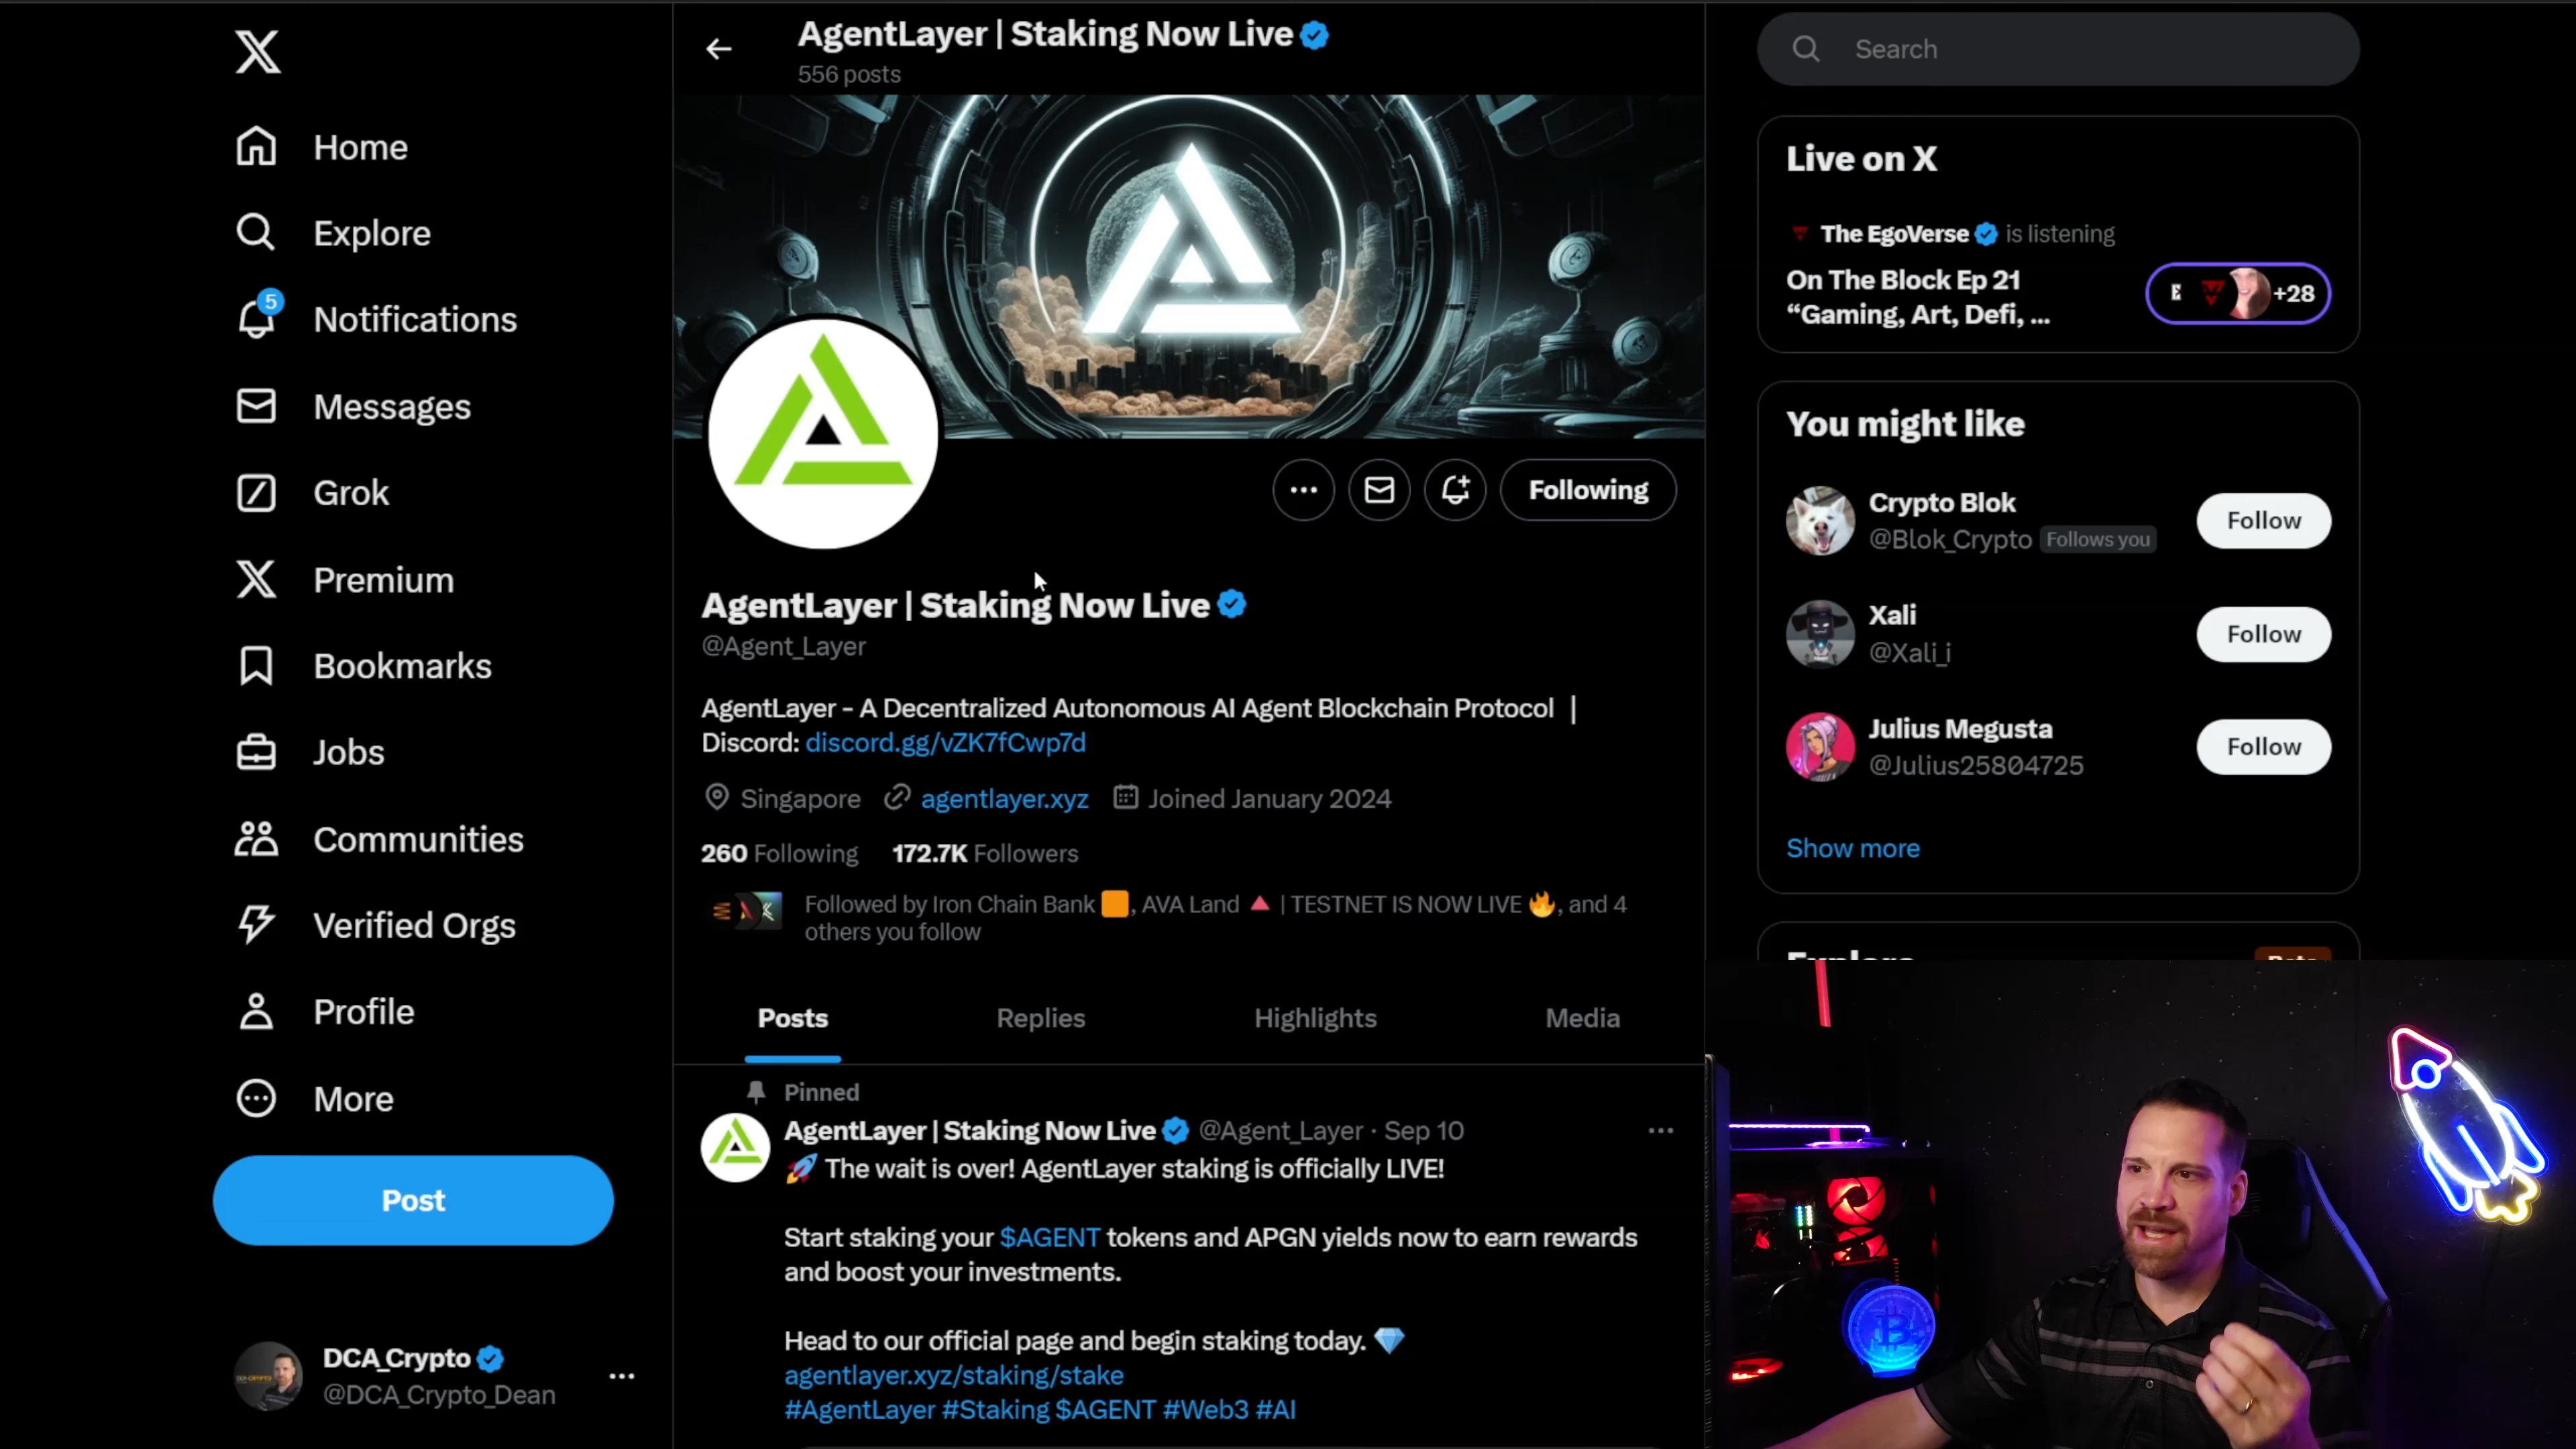 AgentLayer | Staking Now Live
556 posts
Home
Explore
5
Notifications
Messages
Grok
Premium
Bookmarks
Jobs
Communities
Verified Orgs
Profile
More
Post
DCA_Crypto
@DCA_Crypto_Dean
Following
AgentLayer | Staking Now Live
@Agent_Layer
AgentLayer - A Decentralized Autonomous AI Agent Blockchain Protocol |
Discord: discord.gg/vZK7fCwp7d
Singapore agentlayer.xyz Joined January 2024
260 Following 172.7K Followers
Followed by Iron Chain Bank 🟧, AVA Land 🔺 | TESTNET IS NOW LIVE 🔥, and 4
others you follow
Posts Replies Highlights Media
Pinned
AgentLayer | Staking Now Live @Agent_Layer · Sep 10
🚀 The wait is over! AgentLayer staking is officially LIVE!
Start staking your $AGENT tokens and APGN yields now to earn rewards
and boost your investments.
Head to our official page and begin staking today. 💎
agentlayer.xyz/staking/stake
#AgentLayer #Staking $AGENT #Web3 #AI
Search
Live on X
The EgoVerse is listening
On The Block Ep 21
“Gaming, Art, Defi, ...
E
+28
You might like
Crypto Blok
@Blok_Crypto Follows you
Follow
Xali
@Xali_i
Follow
Julius Megusta
@Julius25804725
Follow
Show more
Explore
Beta